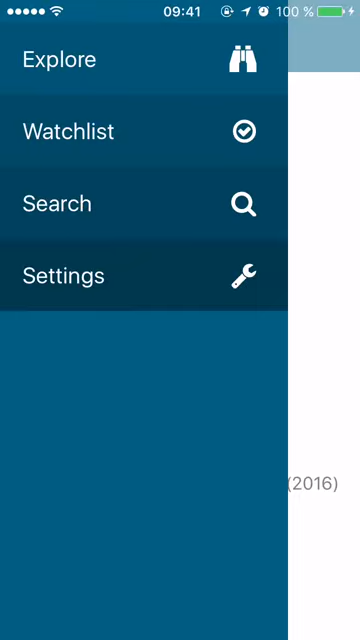 09:41 100 %
Explore
Watchlist
Search
Settings
(2016)